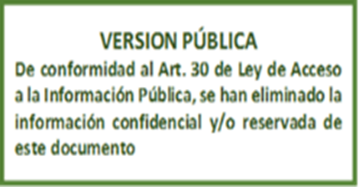 VERSION PÚBLICA
De conformidad al Art. 30 de Ley de Acceso
a la Información Pública, se han eliminado la
información confidencial y/o reservada de
este documento